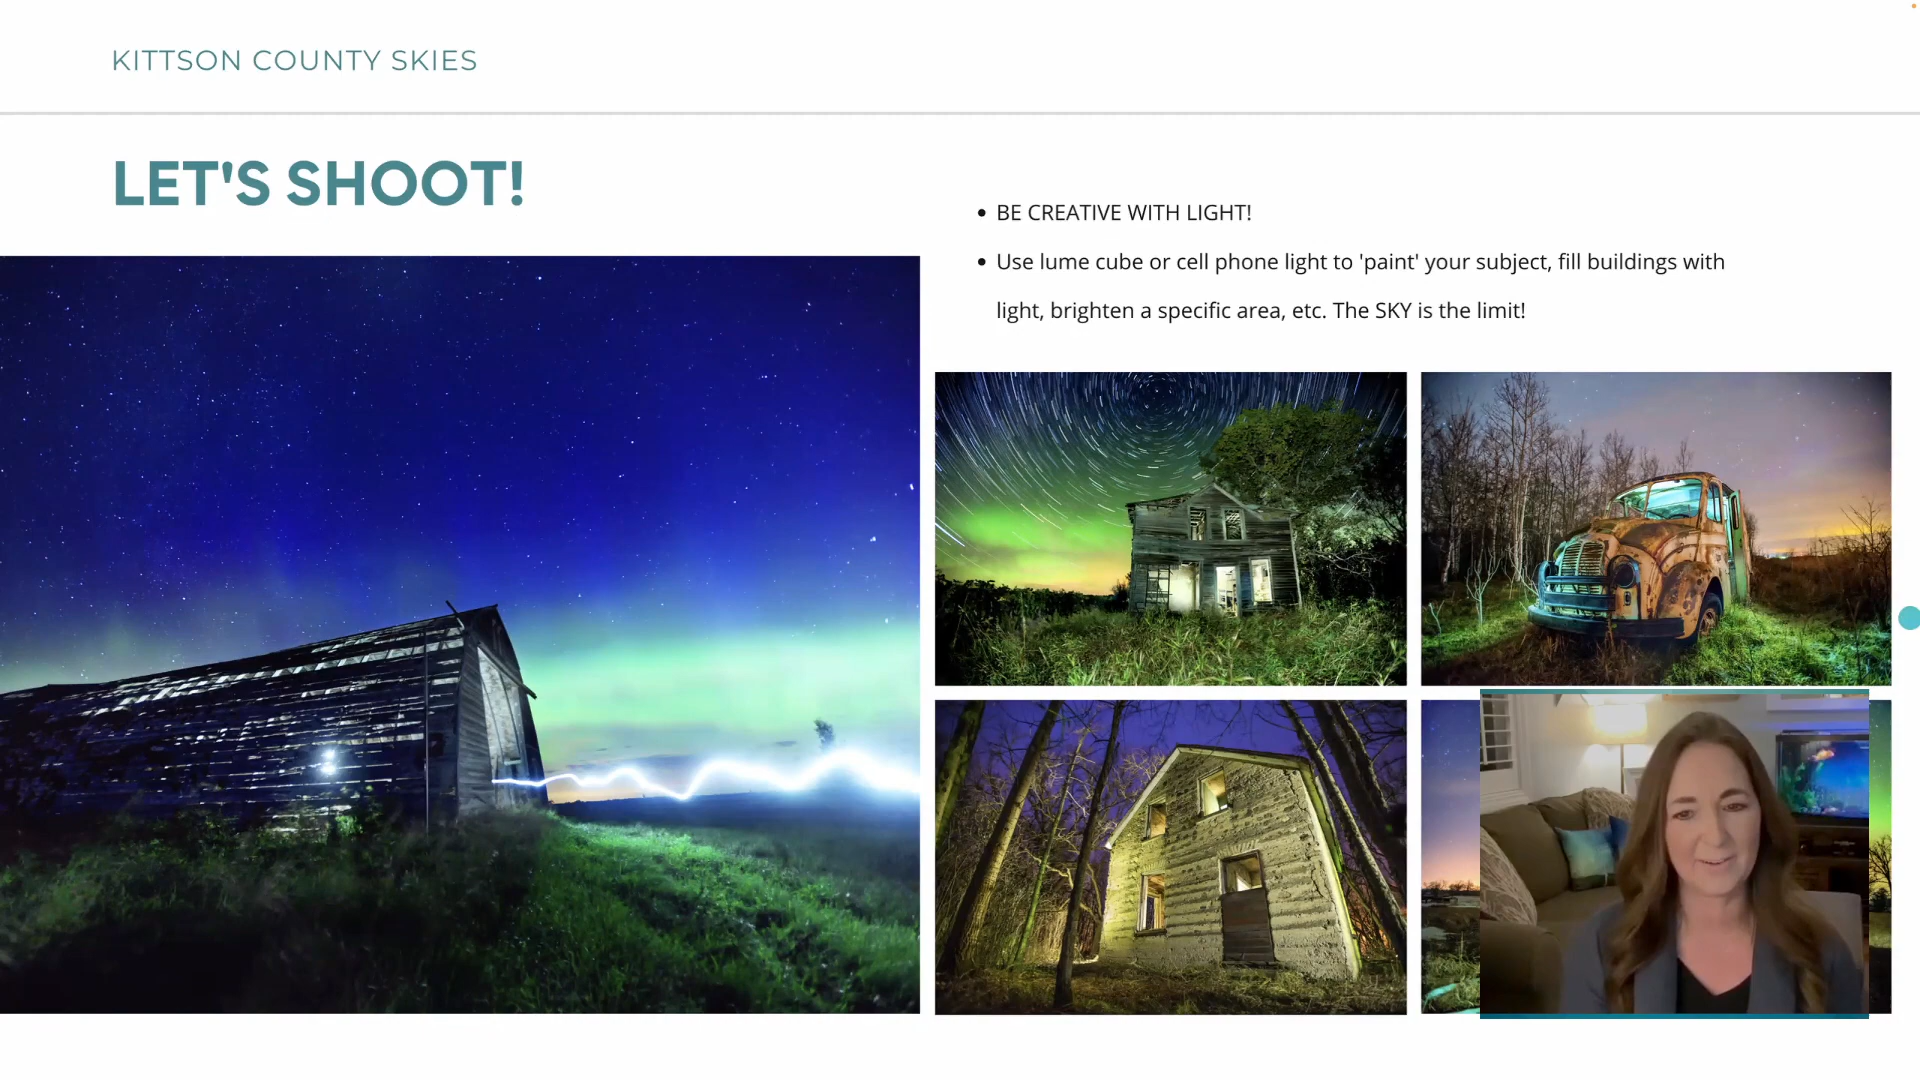 KITTSON COUNTY SKIES
LET'S SHOOT!
• BE CREATIVE WITH LIGHT!
• Use lume cube or cell phone light to 'paint' your subject, fill buildings with
light, brighten a specific area, etc. The SKY is the limit!